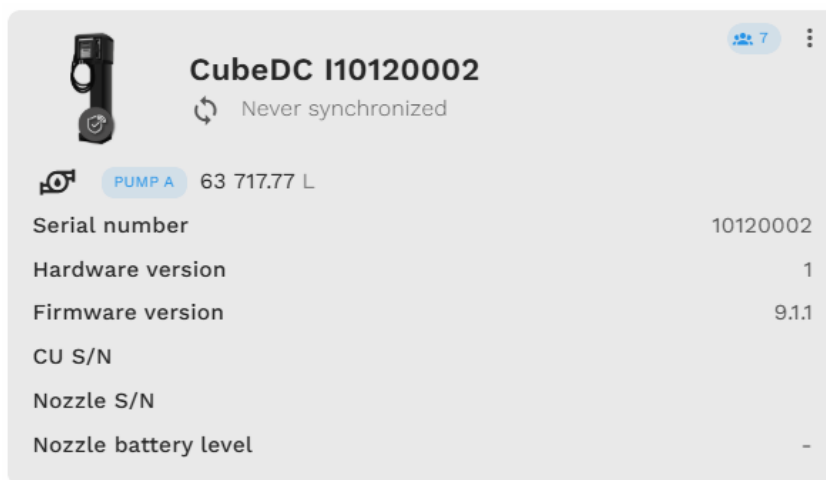 7
CubeDC I10120002
Never synchronized
PUMP A 63 717.77 L
Serial number 10120002
Hardware version 1
Firmware version 9.1.1
CU S/N
Nozzle S/N
Nozzle battery level -